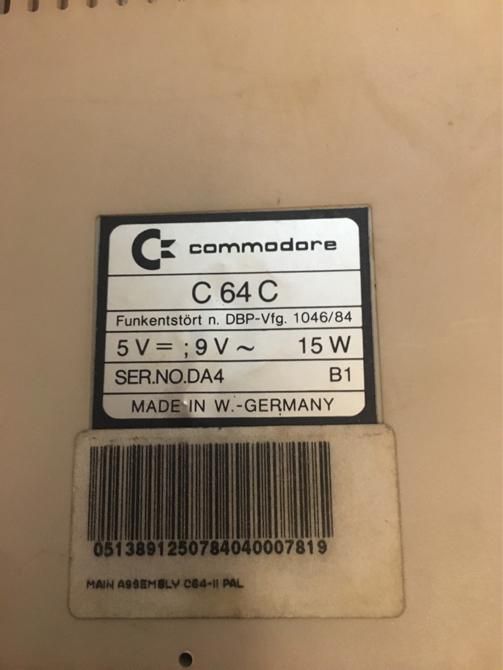 commodore
C 64 C
Funkentstört n. DBP-Vfg. 1046/84
5 V ⎓ ; 9 V ~ 15 W
SER.NO.DA4 B1
MADE IN W.-GERMANY
0513891250784040007819
MAIN ASSEMBLY C64-II PAL